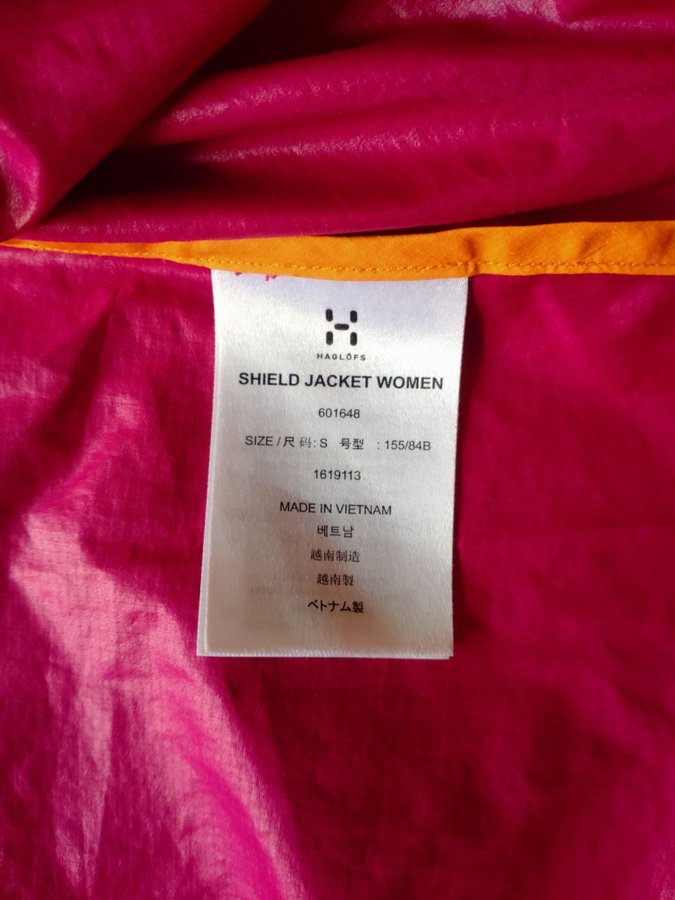 HAGLÖFS
SHIELD JACKET WOMEN
601648
SIZE / 尺 码: S 号型 : 155/84B
1619113
MADE IN VIETNAM
베트남
越南制造
越南製
ベトナム製